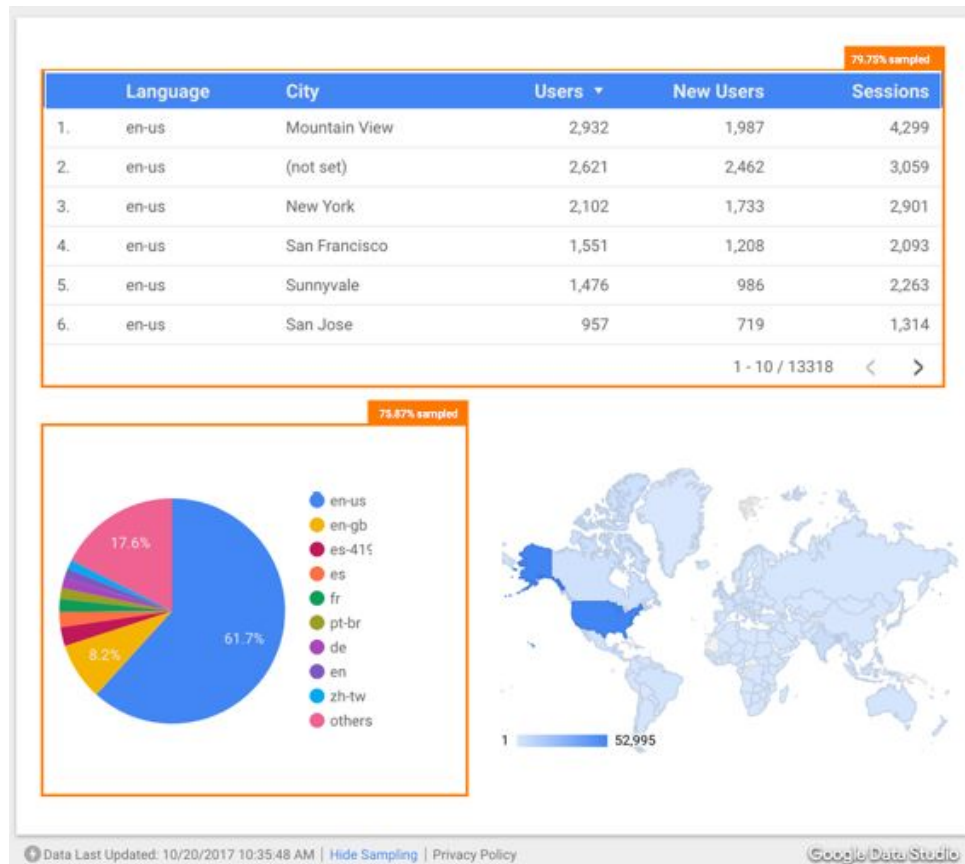 79.73% sampled
Language City Users ▼ New Users Sessions
1. en-us Mountain View 2,932 1,987 4,299
2. en-us (not set) 2,621 2,462 3,059
3. en-us New York 2,102 1,733 2,901
4. en-us San Francisco 1,551 1,208 2,093
5. en-us Sunnyvale 1,476 986 2,263
6. en-us San Jose 957 719 1,314
1 - 10 / 13318 < >
75.87% sampled
17.6%
61.7%
8.2%
en-us
en-gb
es-419
es
fr
pt-br
de
en
zh-tw
others
1 52,995
Data Last Updated: 10/20/2017 10:35:48 AM | Hide Sampling | Privacy Policy
Google Data Studio